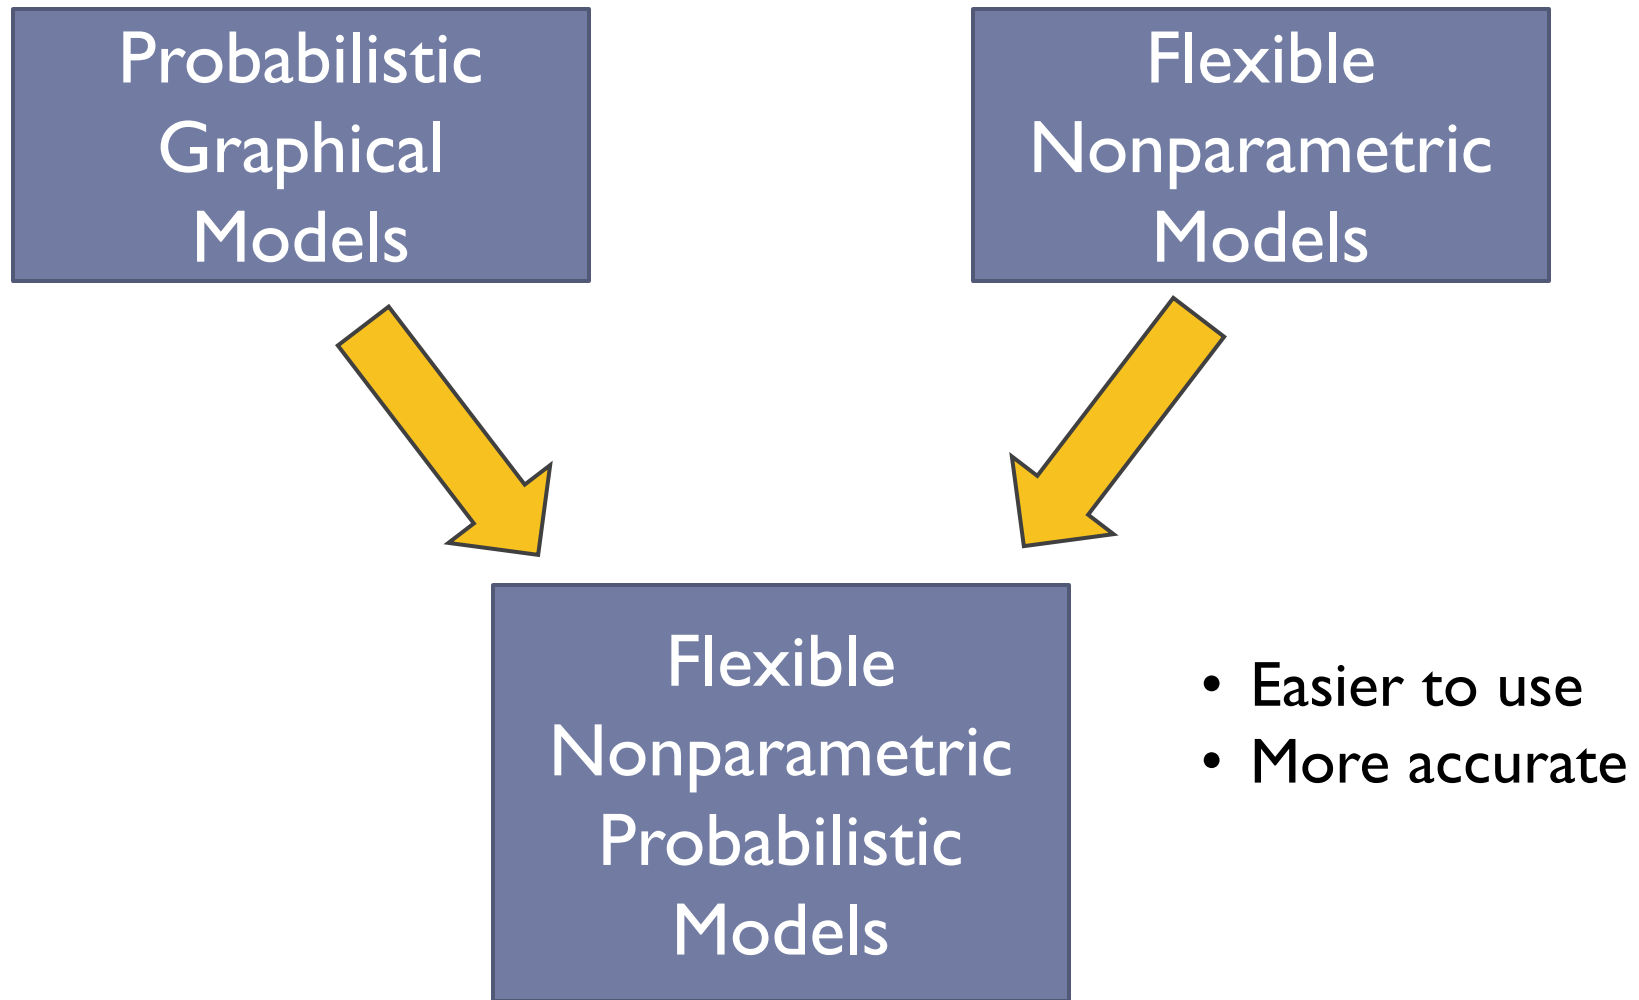 Probabilistic
Graphical
Models
Flexible
Nonparametric
Models
Flexible
Nonparametric
Probabilistic
Models
• Easier to use
• More accurate